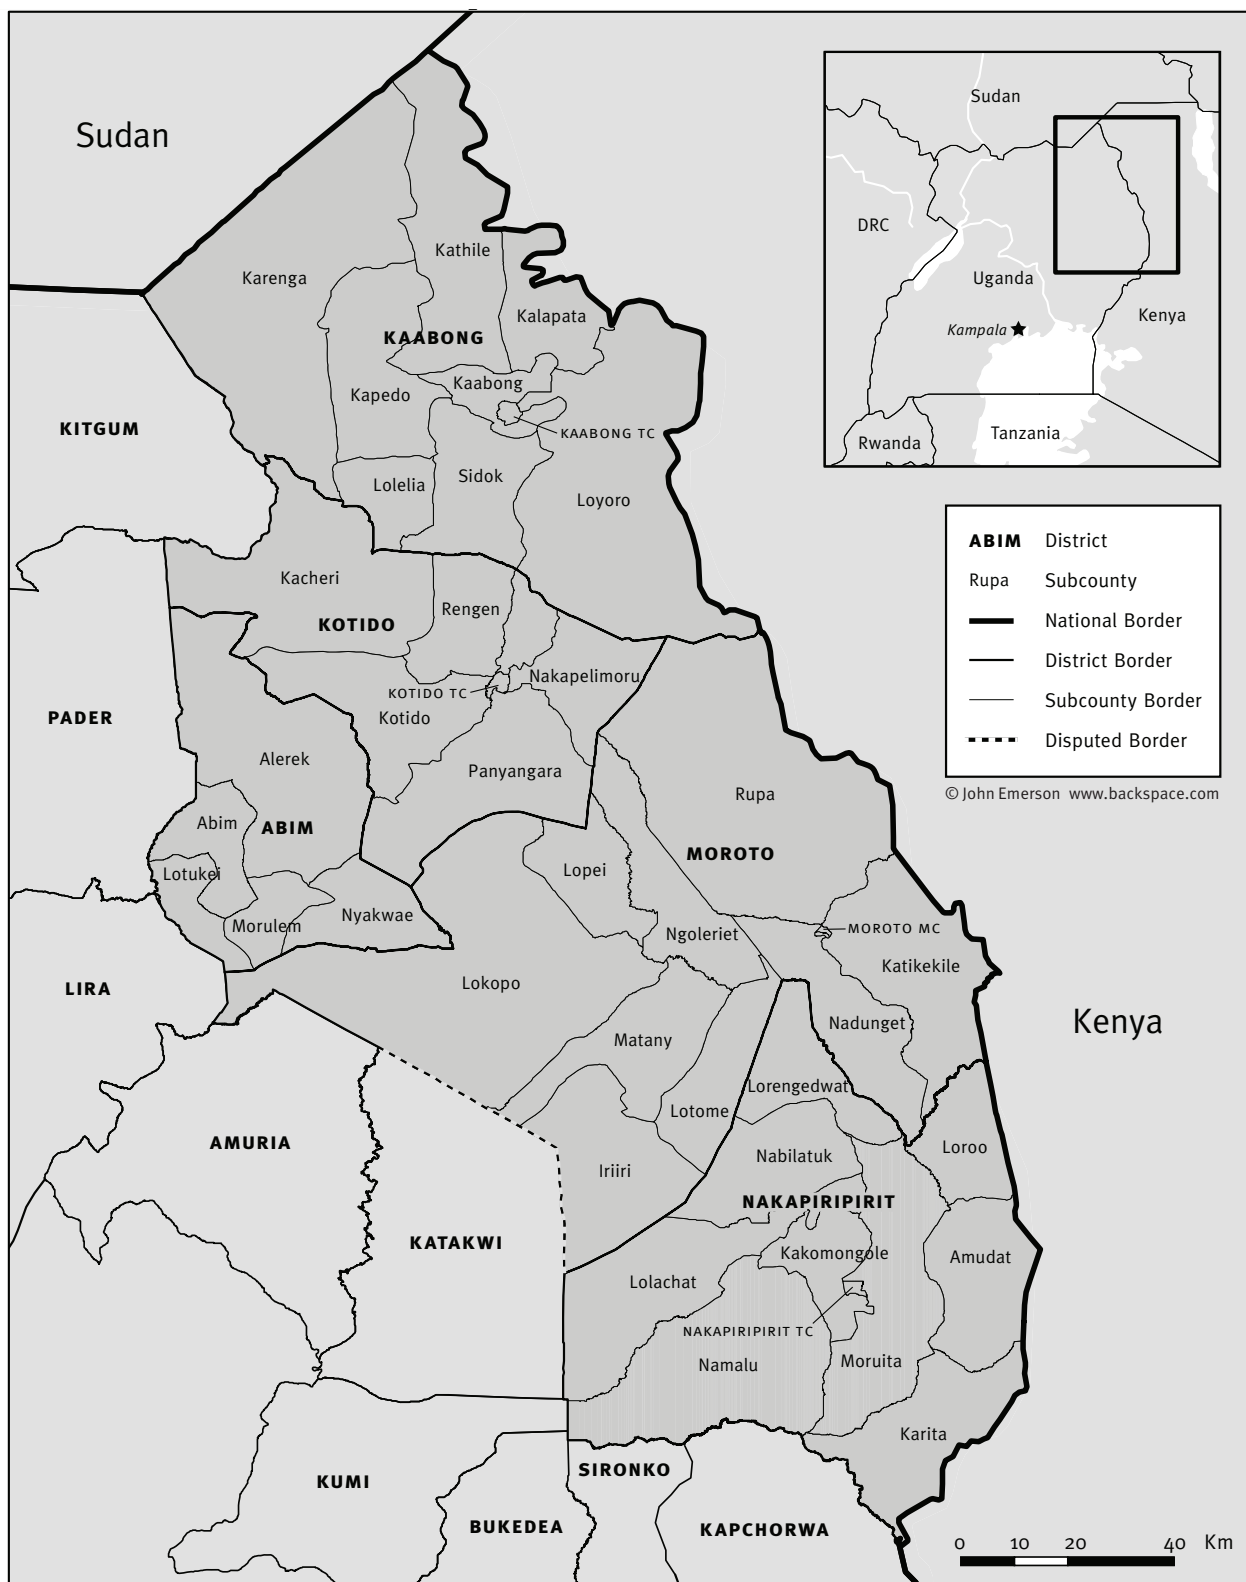 Sudan
Sudan
DRC
Uganda
Kampala
Kenya
Rwanda
Tanzania
Kathile
Karenga
Kalapata
KAABONG
Kaabong
Kapedo
KITGUM
KAABONG TC
Lolelia
Sidok
Loyoro
ABIM District
Rupa Subcounty
National Border
District Border
Subcounty Border
Disputed Border
© John Emerson www.backspace.com
Kacheri
Rengen
KOTIDO
Nakapelimoru
KOTIDO TC
Kotido
PADER
Alerek
Panyangara
Rupa
Abim
ABIM
MOROTO
Lotukei
Lopei
Morulem
Nyakwae
Ngoleriet
MOROTO MC
Katikekile
LIRA
Lokopo
Kenya
Nadunget
Matany
Lorengedwat
Lotome
AMURIA
Loroo
Nabilatuk
Iriiri
NAKAPIRIPIRIT
KATAKWI
Kakomongole
Amudat
Lolachat
NAKAPIRIPIRIT TC
Namalu
Moruita
Karita
KUMI
SIRONKO
BUKEDEA
KAPCHORWA
0 10 20 40 Km